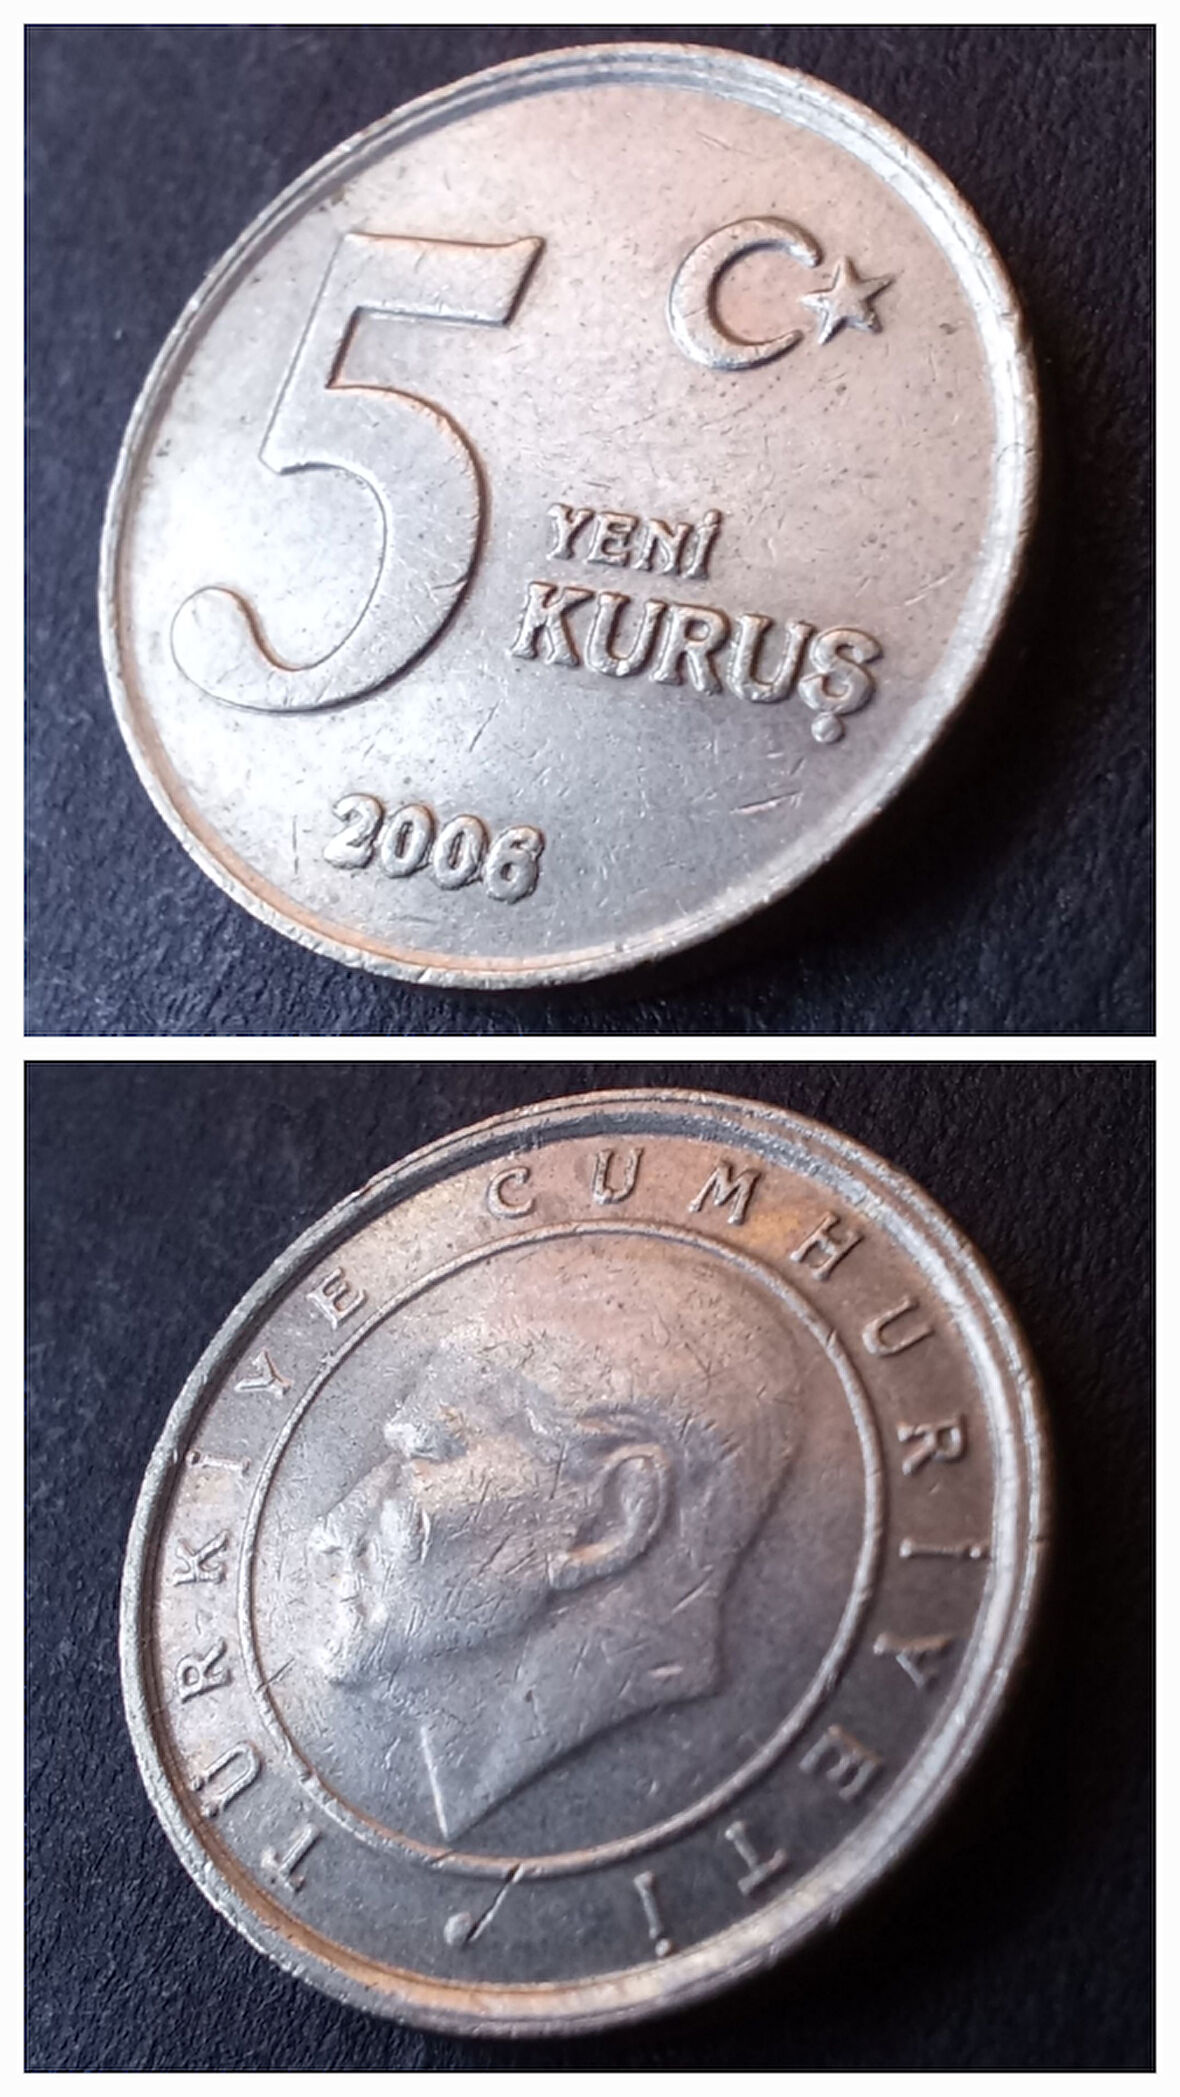 5
YENİ
KURUŞ
2006
TÜRKİYE CUMHURİYETİ